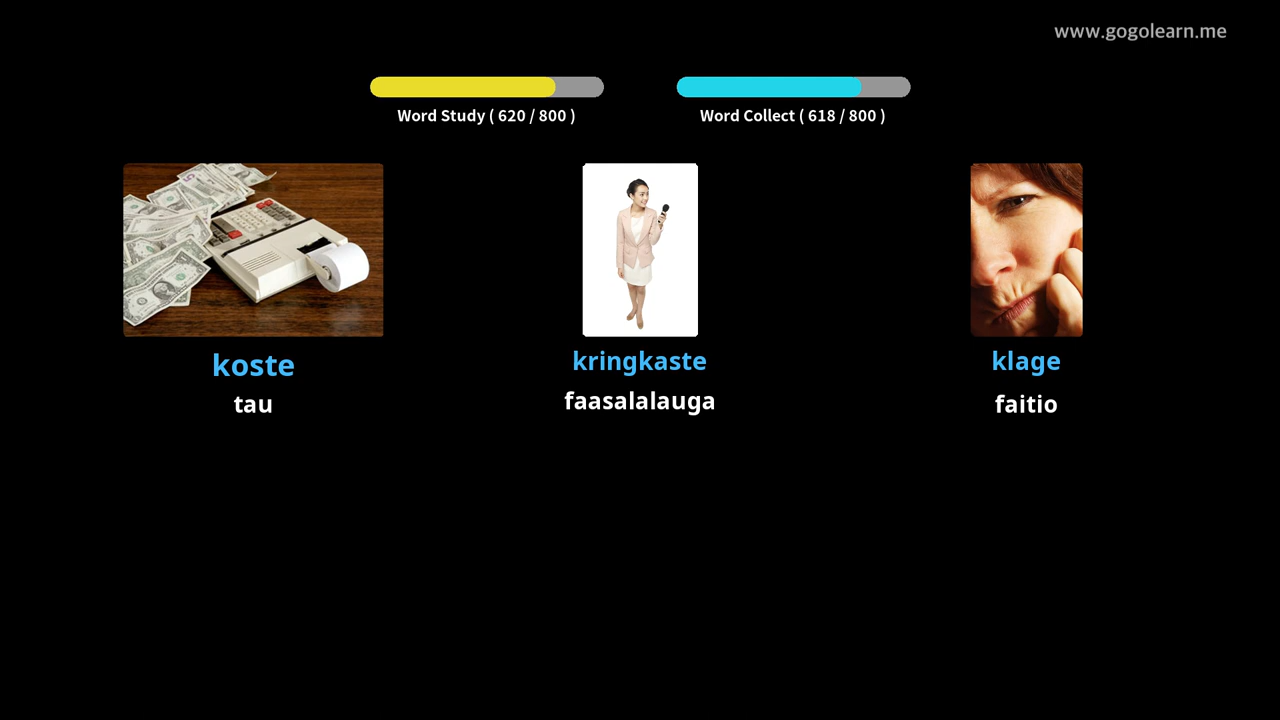 www.gogolearn.me
Word Study ( 620 / 800 )
Word Collect ( 618 / 800 )
koste
kringkaste
klage
tau
faasalalauga
faitio